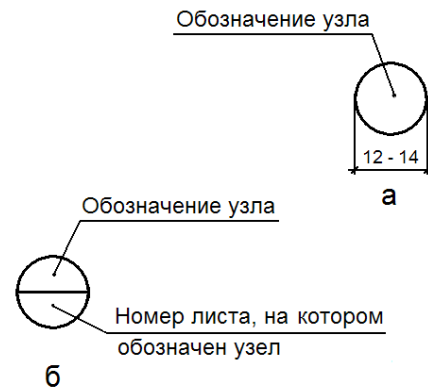 Обозначение узла
12 - 14
а
Обозначение узла
Номер листа, на котором
обозначен узел
б